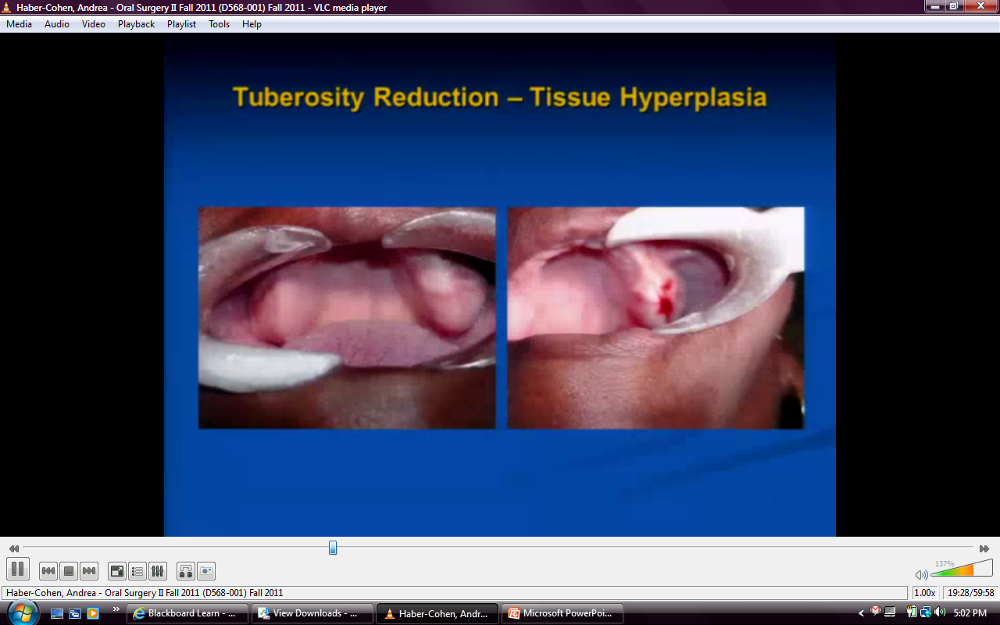 Haber-Cohen, Andrea - Oral Surgery II Fall 2011 (D568-001) Fall 2011 - VLC media player
Media Audio Video Playback Playlist Tools Help
Tuberosity Reduction – Tissue Hyperplasia
137%
Haber-Cohen, Andrea - Oral Surgery II Fall 2011 (D568-001) Fall 2011 1.00x 19:28/59:58
Blackboard Learn - ... View Downloads - ... Haber-Cohen, Andr... Microsoft PowerPoi... 5:02 PM